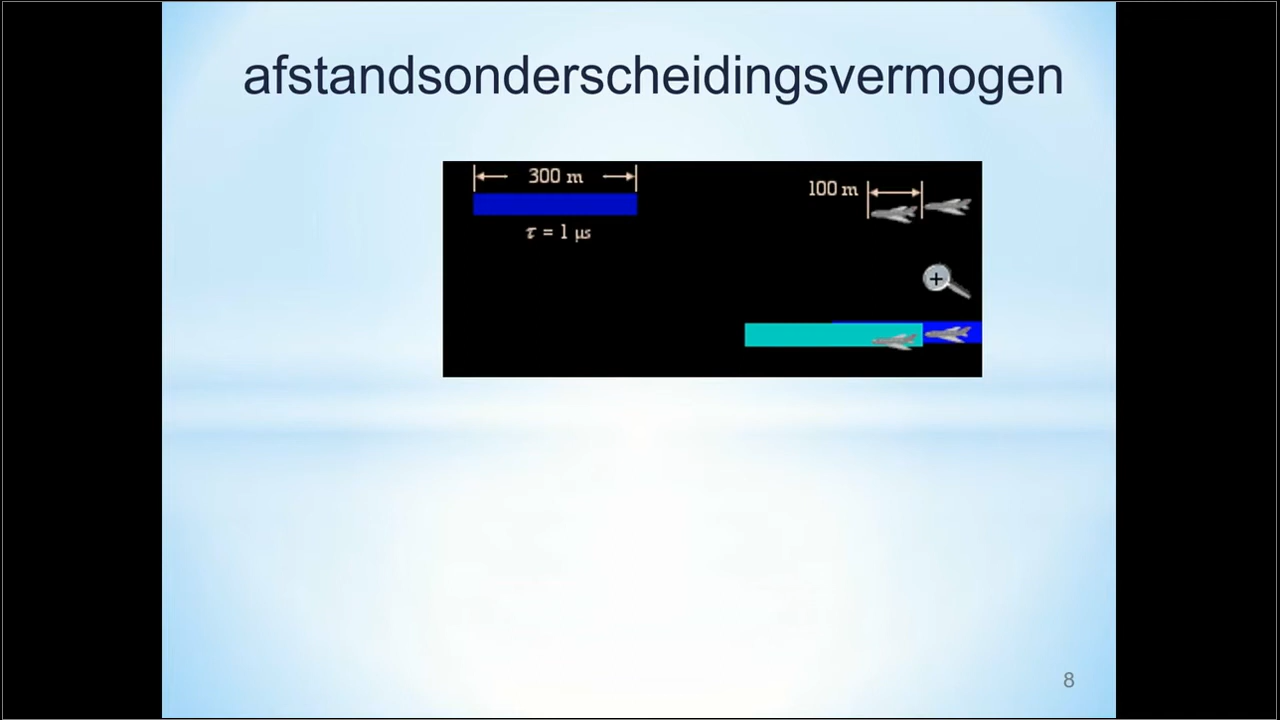 afstandsonderscheidingsvermogen
300 m
100 m
τ = 1 µs
8